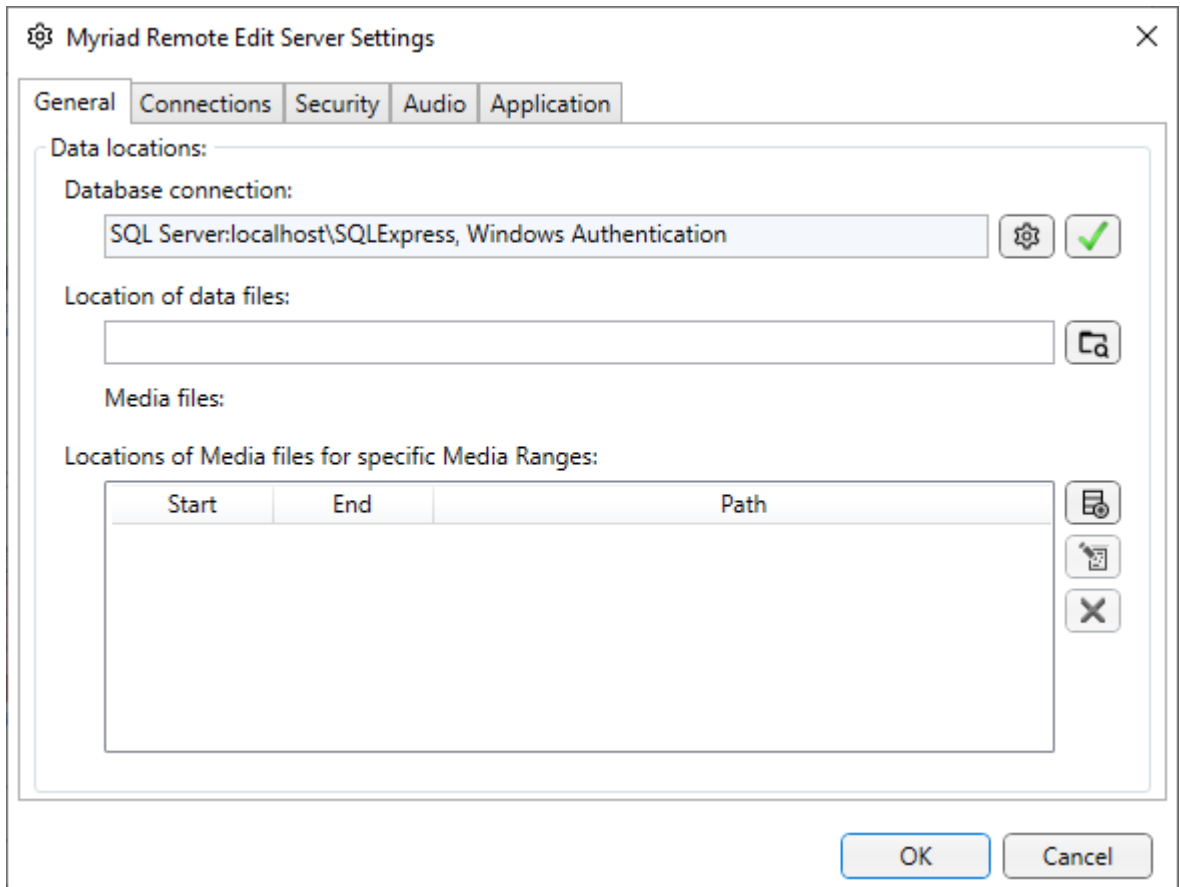 Myriad Remote Edit Server Settings
General Connections Security Audio Application
Data locations:
Database connection:
SQL Server:localhost\SQLExpress, Windows Authentication
Location of data files:
Media files:
Locations of Media files for specific Media Ranges:
Start End Path
OK Cancel